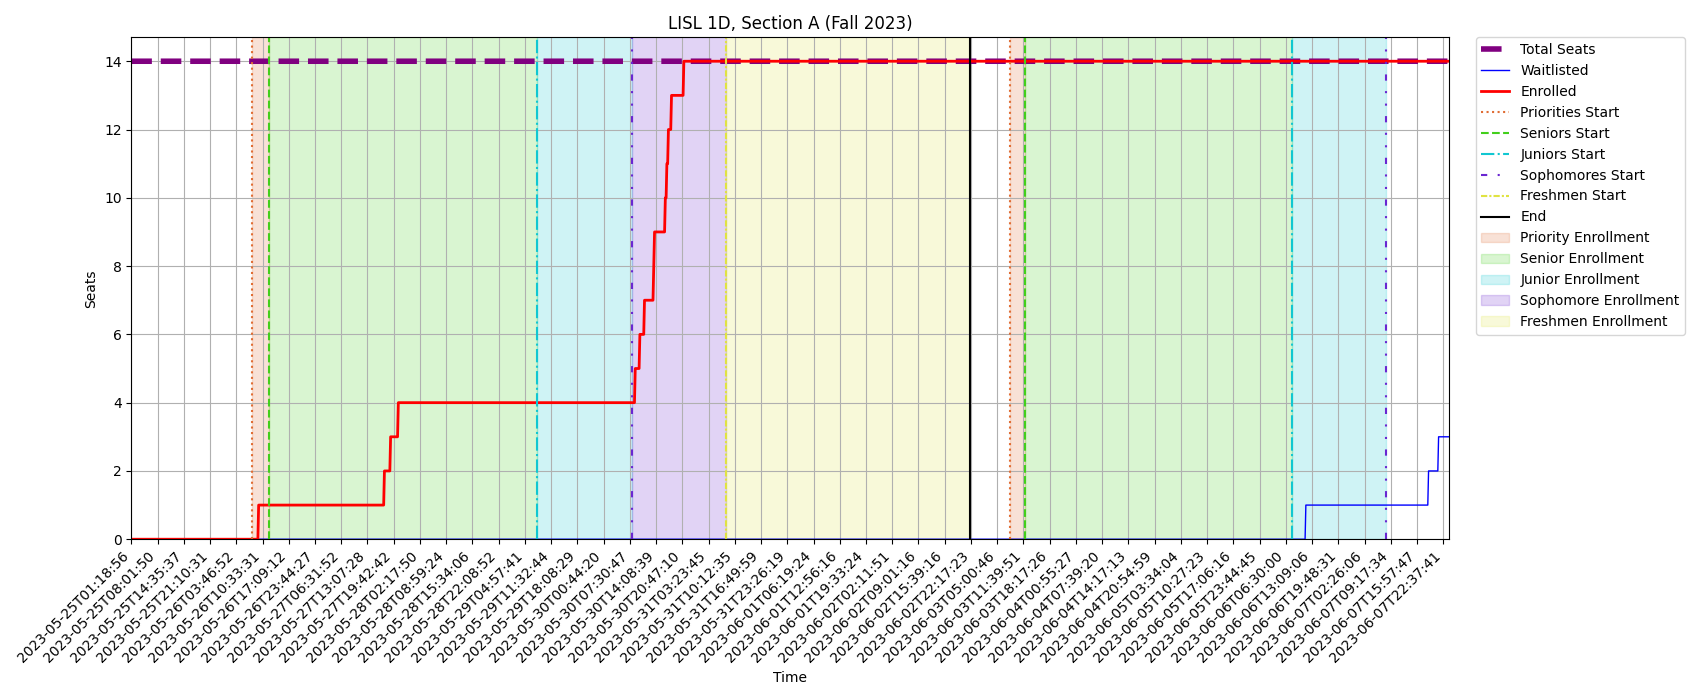 LISL 1D, Section A (Fall 2023)
14
12
10
8
6
4
2
0
Seats
2023-05-25T01:18:56
2023-05-25T08:01:50
2023-05-25T14:35:37
2023-05-25T21:10:31
2023-05-26T03:46:52
2023-05-26T10:33:31
2023-05-26T17:09:12
2023-05-26T23:44:27
2023-05-27T06:31:52
2023-05-27T13:07:28
2023-05-27T19:42:42
2023-05-28T02:17:50
2023-05-28T08:59:24
2023-05-28T15:34:06
2023-05-28T22:08:52
2023-05-29T04:57:41
2023-05-29T11:32:44
2023-05-29T18:08:29
2023-05-30T00:44:20
2023-05-30T07:30:47
2023-05-30T14:08:39
2023-05-30T20:47:10
2023-05-31T03:23:45
2023-05-31T10:12:35
2023-05-31T16:49:59
2023-05-31T23:26:19
2023-06-01T06:19:24
2023-06-01T12:56:16
2023-06-01T19:33:24
2023-06-02T02:11:51
2023-06-02T09:01:16
2023-06-02T15:39:16
2023-06-02T22:17:23
2023-06-03T05:00:46
2023-06-03T11:39:51
2023-06-03T18:17:26
2023-06-04T00:55:27
2023-06-04T07:39:20
2023-06-04T14:17:13
2023-06-04T20:54:59
2023-06-05T03:34:04
2023-06-05T10:27:23
2023-06-05T17:06:16
2023-06-05T23:44:45
2023-06-06T06:30:00
2023-06-06T13:09:06
2023-06-06T19:48:31
2023-06-07T02:26:06
2023-06-07T09:17:34
2023-06-07T15:57:47
2023-06-07T22:37:41
Time
Total Seats
Waitlisted
Enrolled
Priorities Start
Seniors Start
Juniors Start
Sophomores Start
Freshmen Start
End
Priority Enrollment
Senior Enrollment
Junior Enrollment
Sophomore Enrollment
Freshmen Enrollment